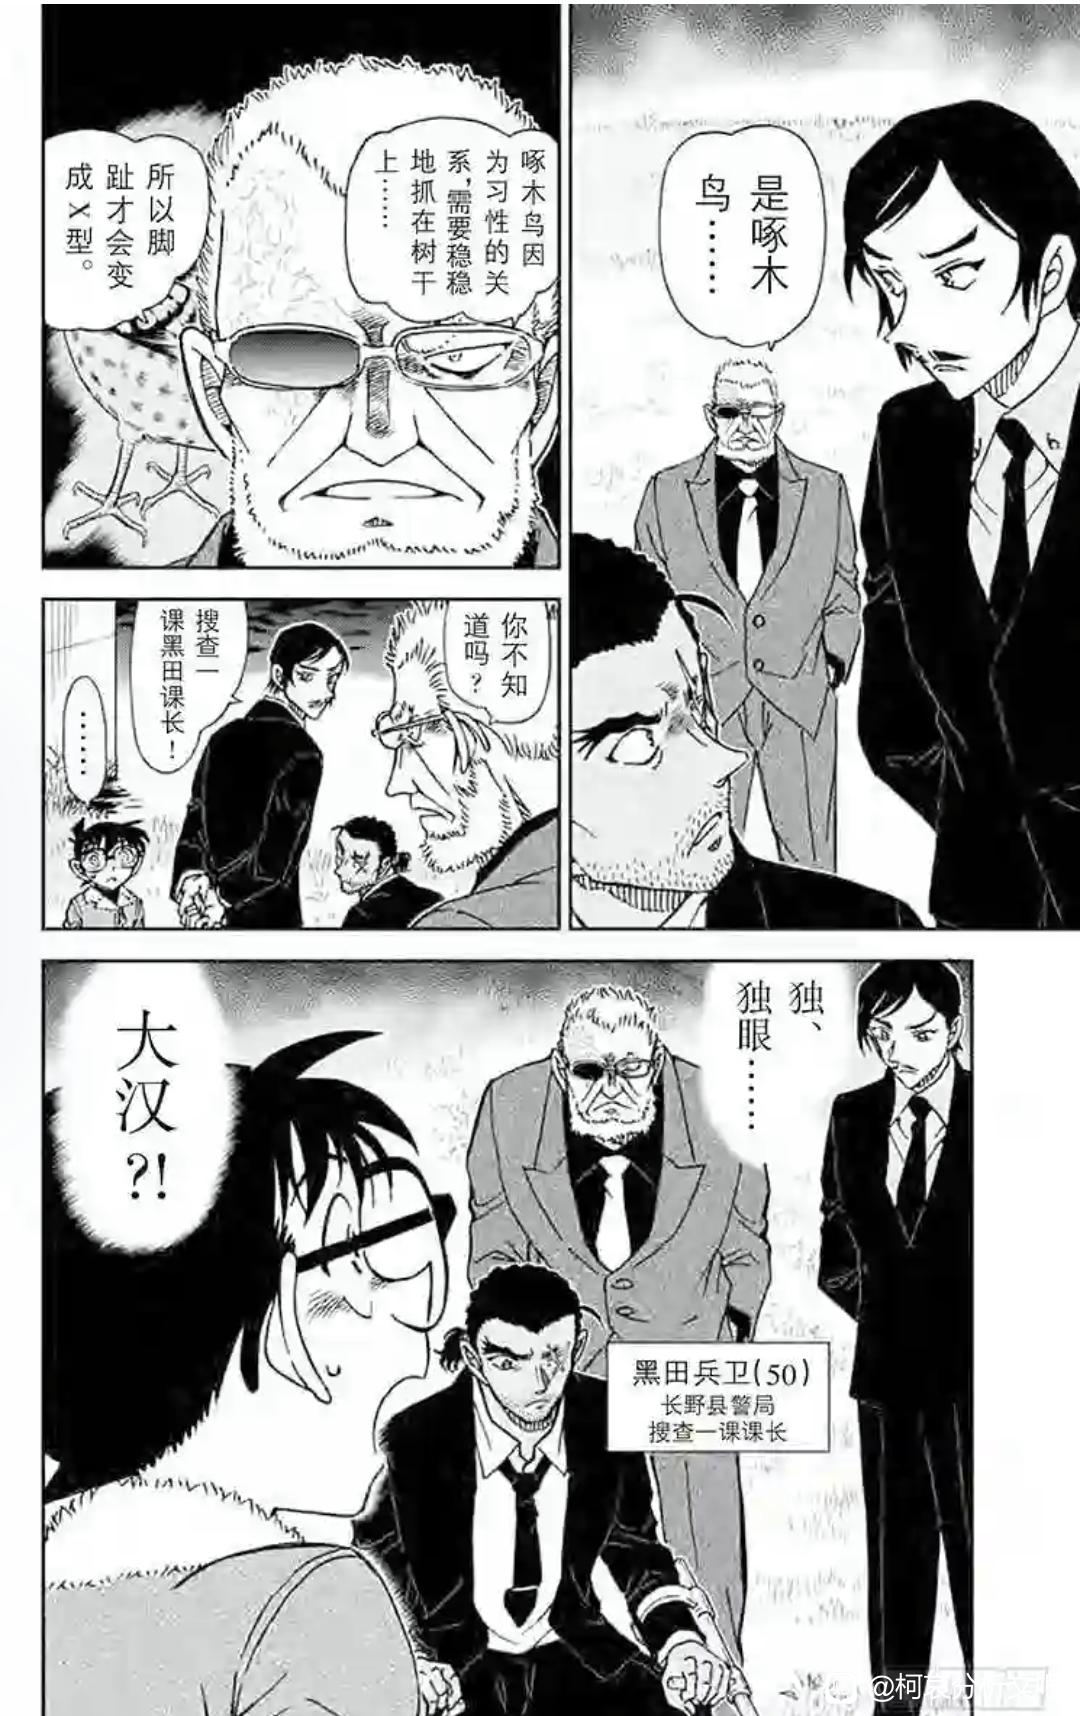 是啄木
鸟……
啄木鸟因
为习性的关
系，需要稳稳
地抓在树干
上……
所以脚
趾才会变
成X型。
你不知
道吗？
搜查一
课黑田课长！
……
独、
独眼……
大汉?!
黑田兵卫(50)
长野县警局
搜查一课课长